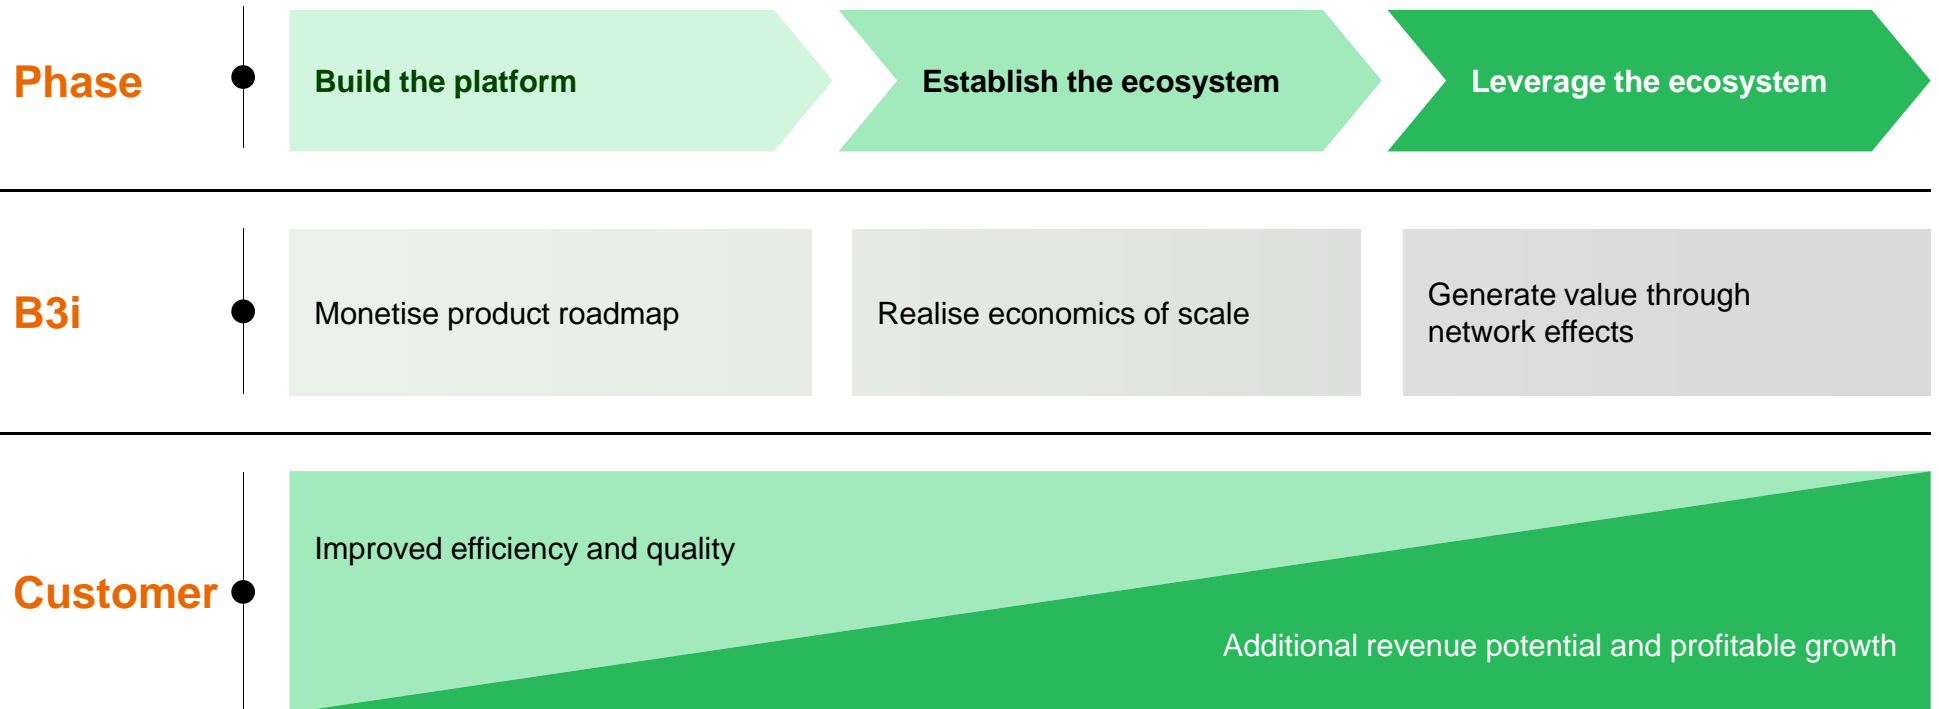 Phase
Build the platform
Establish the ecosystem
Leverage the ecosystem
B3i
Monetise product roadmap
Realise economics of scale
Generate value through
network effects
Customer
Improved efficiency and quality
Additional revenue potential and profitable growth